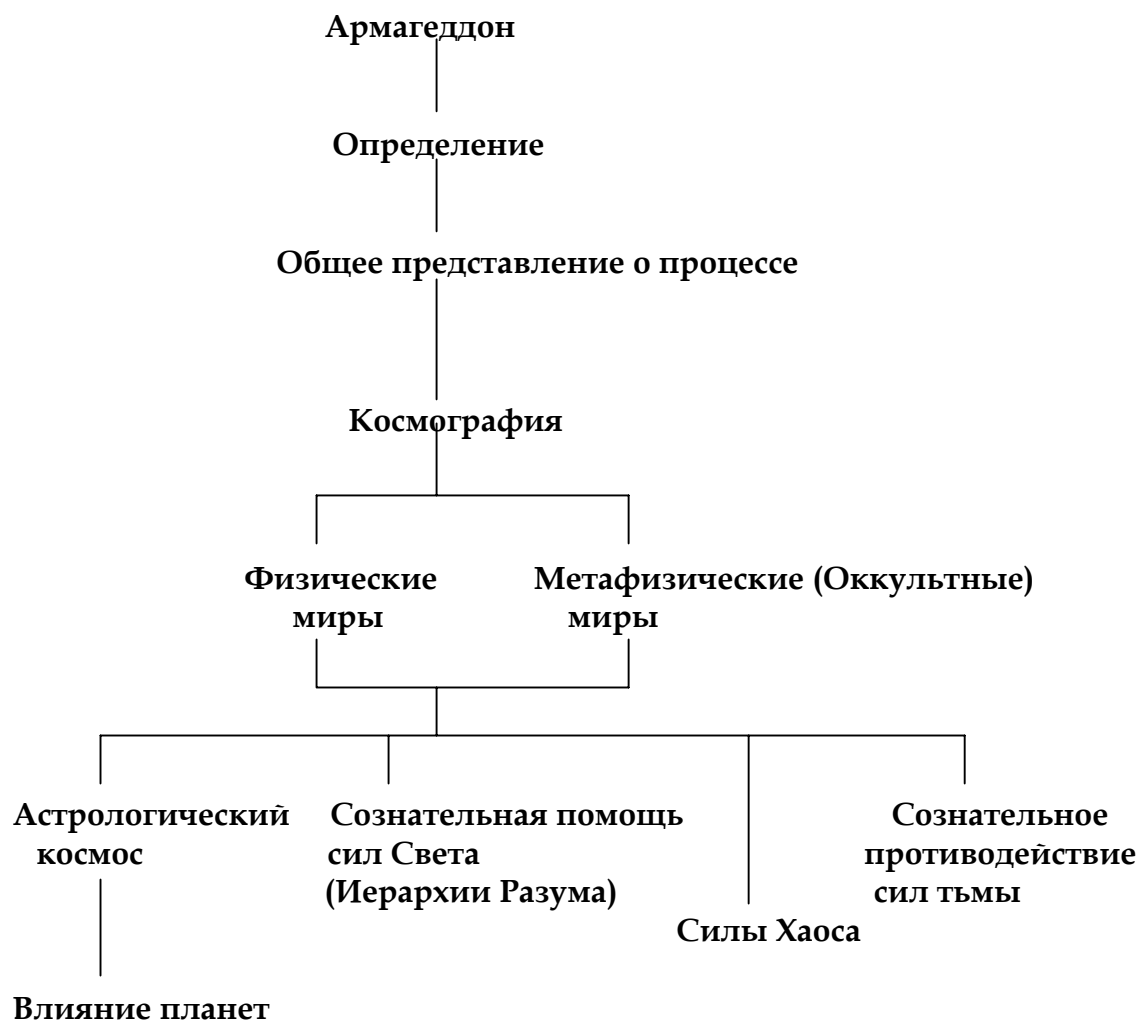 Армагеддон
Определение
Общее представление о процессе
Космография
Физические
миры
Метафизические (Оккультные)
миры
Астрологический
космос
Сознательная помощь
сил Света
(Иерархии Разума)
Силы Хаоса
Сознательное
противодействие
сил тьмы
Влияние планет